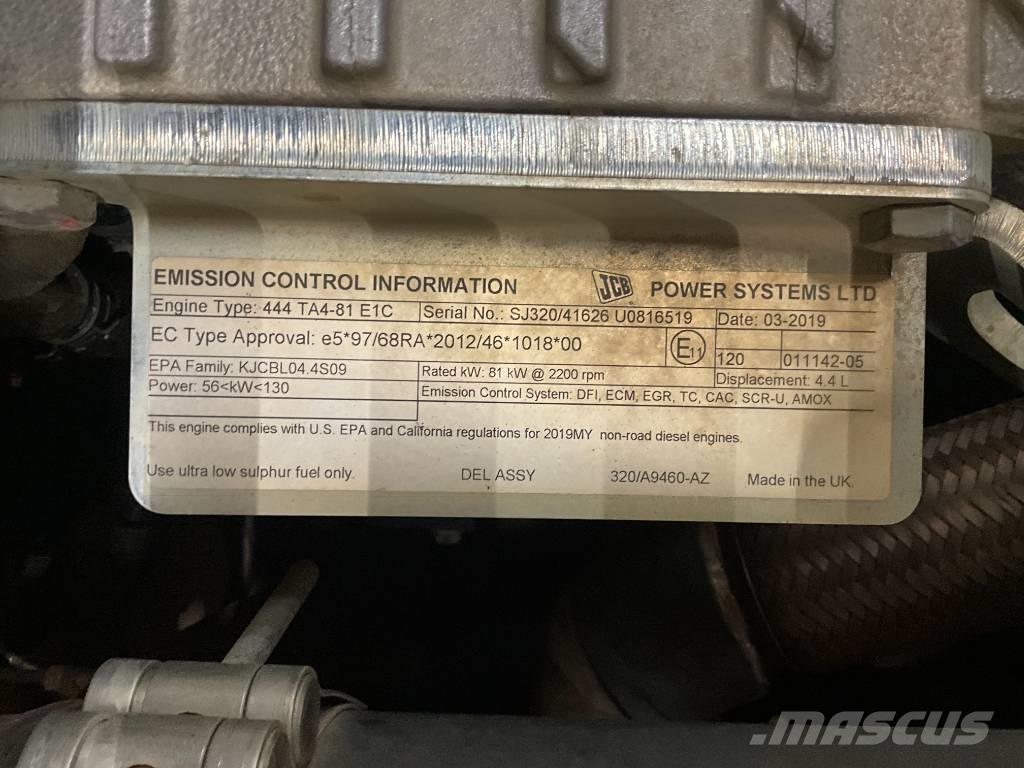 EMISSION CONTROL INFORMATION JCB POWER SYSTEMS LTD
Engine Type: 444 TA4-81 E1C Serial No.: SJ320/41626 U0816519 Date: 03-2019
EC Type Approval: e5*97/68RA*2012/46*1018*00 E11 120 011142-05
EPA Family: KJCBL04.4S09 Rated kW: 81 kW @ 2200 rpm Displacement: 4.4 L
Power: 56<kW<130 Emission Control System: DFI, ECM, EGR, TC, CAC, SCR-U, AMOX
This engine complies with U.S. EPA and California regulations for 2019MY non-road diesel engines.
Use ultra low sulphur fuel only. DEL ASSY 320/A9460-AZ Made in the UK.
MASCUS